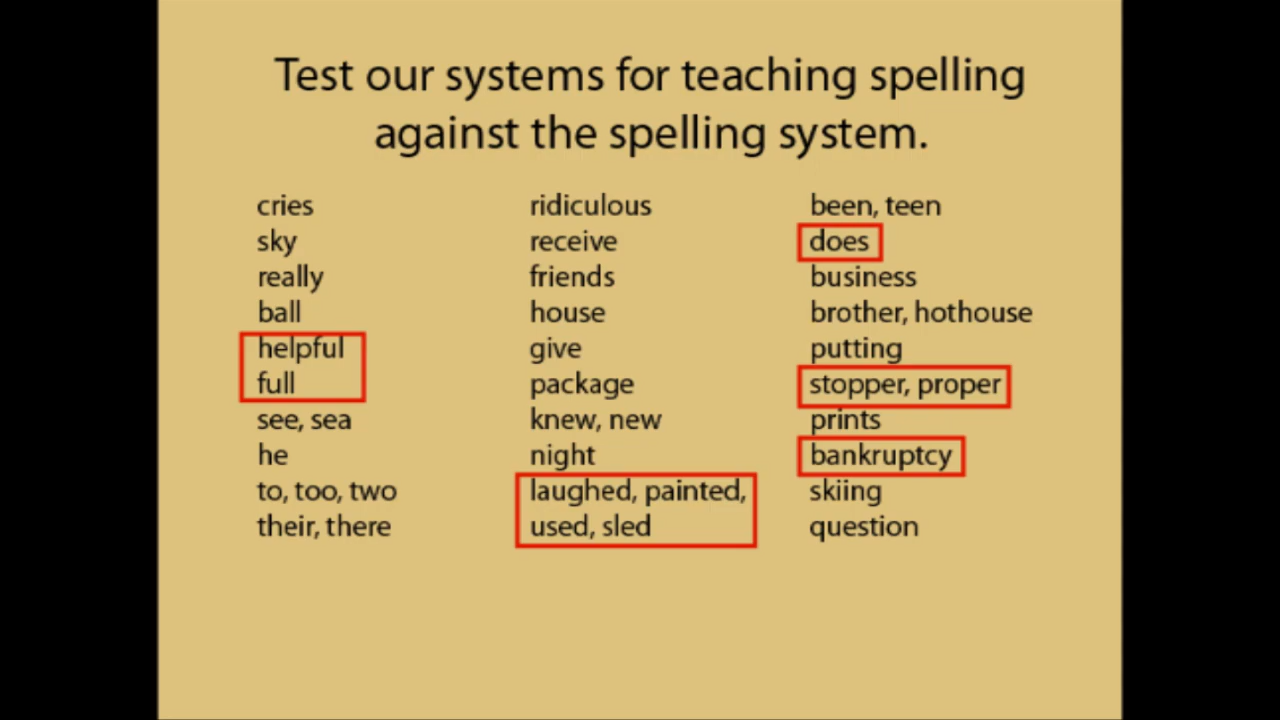 Test our systems for teaching spelling
against the spelling system.
cries
sky
really
ball
helpful
full
see, sea
he
to, too, two
their, there
ridiculous
receive
friends
house
give
package
knew, new
night
laughed, painted,
used, sled
been, teen
does
business
brother, hothouse
putting
stopper, proper
prints
bankruptcy
skiing
question